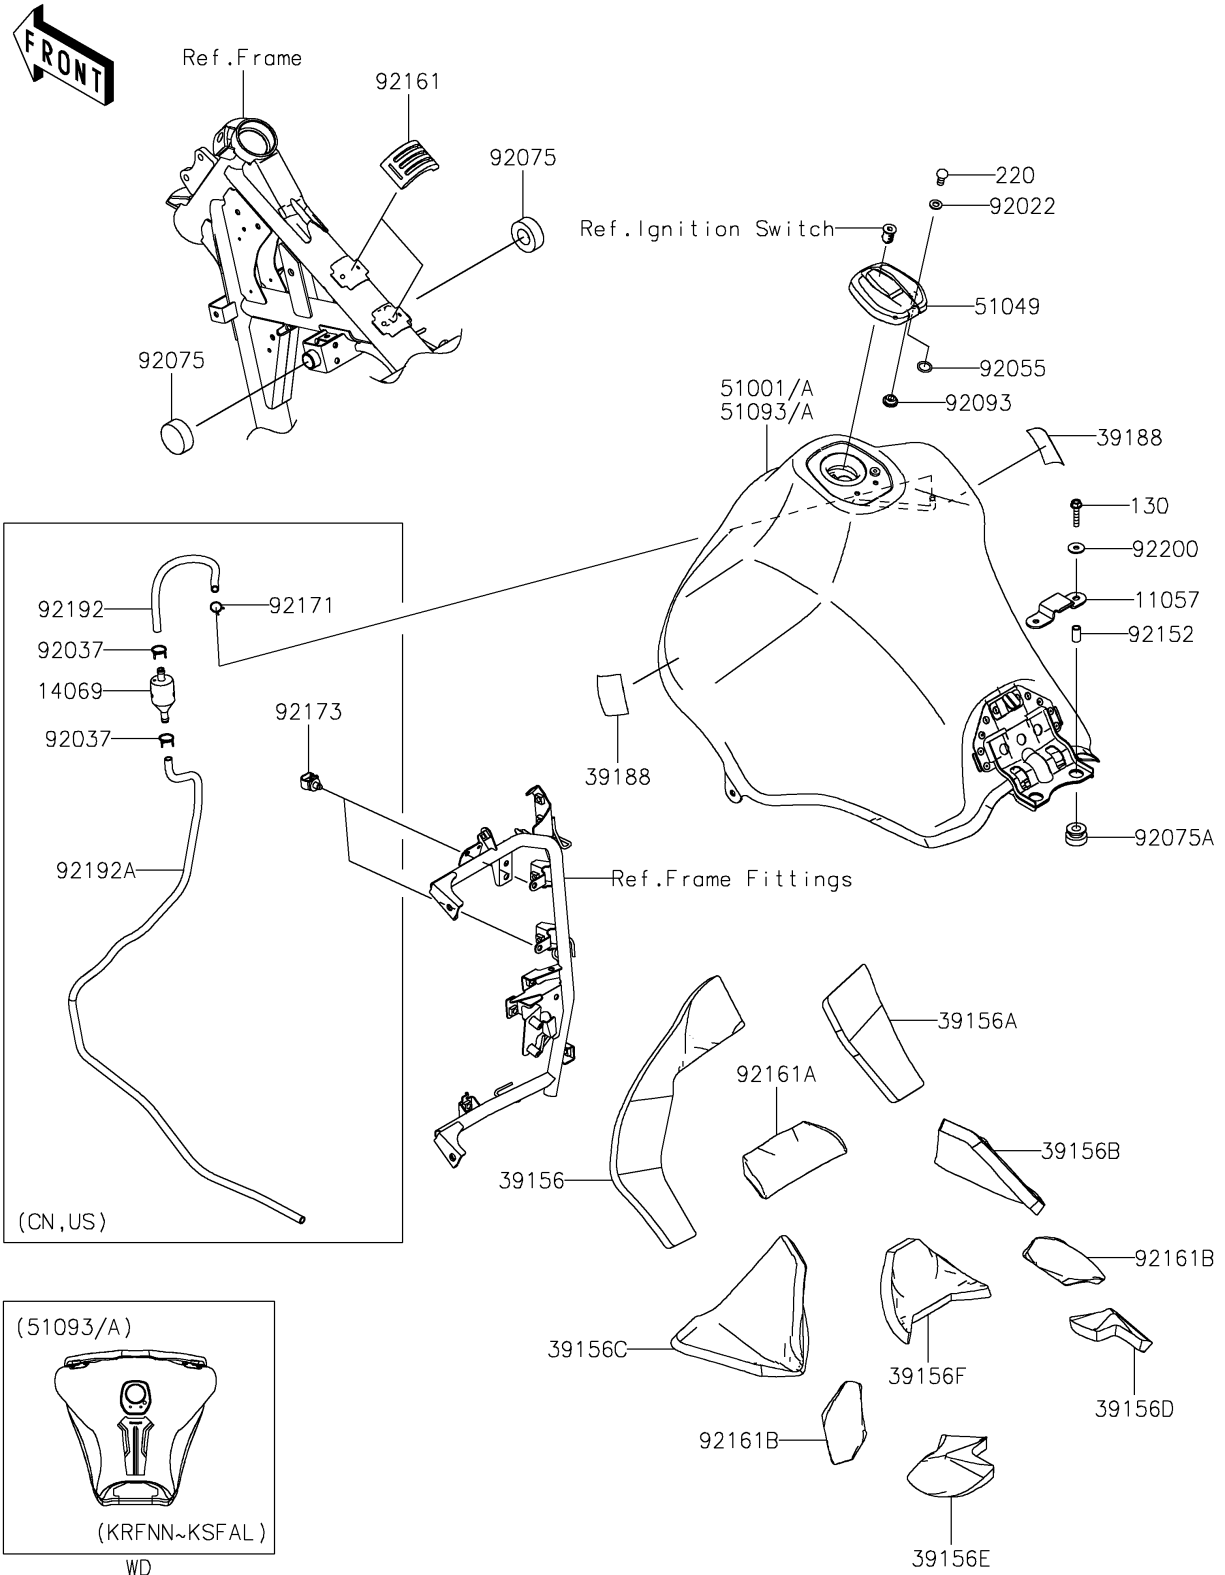 FRONT
Ref.Frame
92161
92075
220
92022
Ref.Ignition Switch
51049
92075
92055
51001/A
51093/A
92093
39188
130
92200
92192
92171
11057
92037
92152
14069
92173
92037
39188
92075A
92192A
Ref.Frame Fittings
39156A
92161A
39156B
39156
(CN,US)
92161B
(51093/A)
39156C
39156F
39156D
92161B
(KRFNN~KSFAL)
39156E
WD